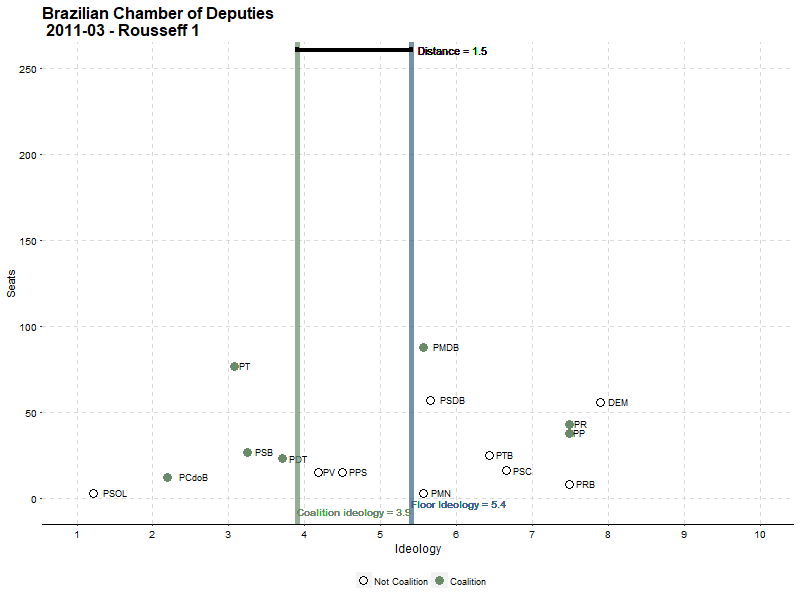 Brazilian Chamber of Deputies
2011-03 - Rousseff 1
Distance = 1.5
250
200
150
100
50
0
Seats
PMDB
PT
PSDB
DEM
PR
PP
PSB
PDT
PTB
PV
PPS
PSC
PCdoB
PRB
PSOL
PMN
Floor Ideology = 5.4
Coalition ideology = 3.9
1 2 3 4 5 6 7 8 9 10
Ideology
Not Coalition Coalition